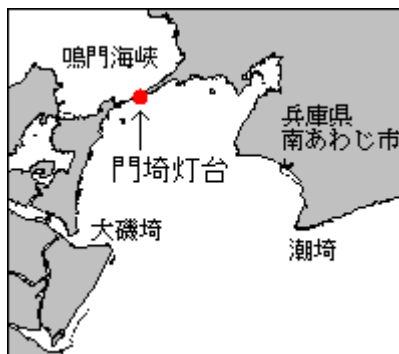 鳴門海峡
兵庫県
南あわじ市
門埼灯台
大磯埼
潮埼